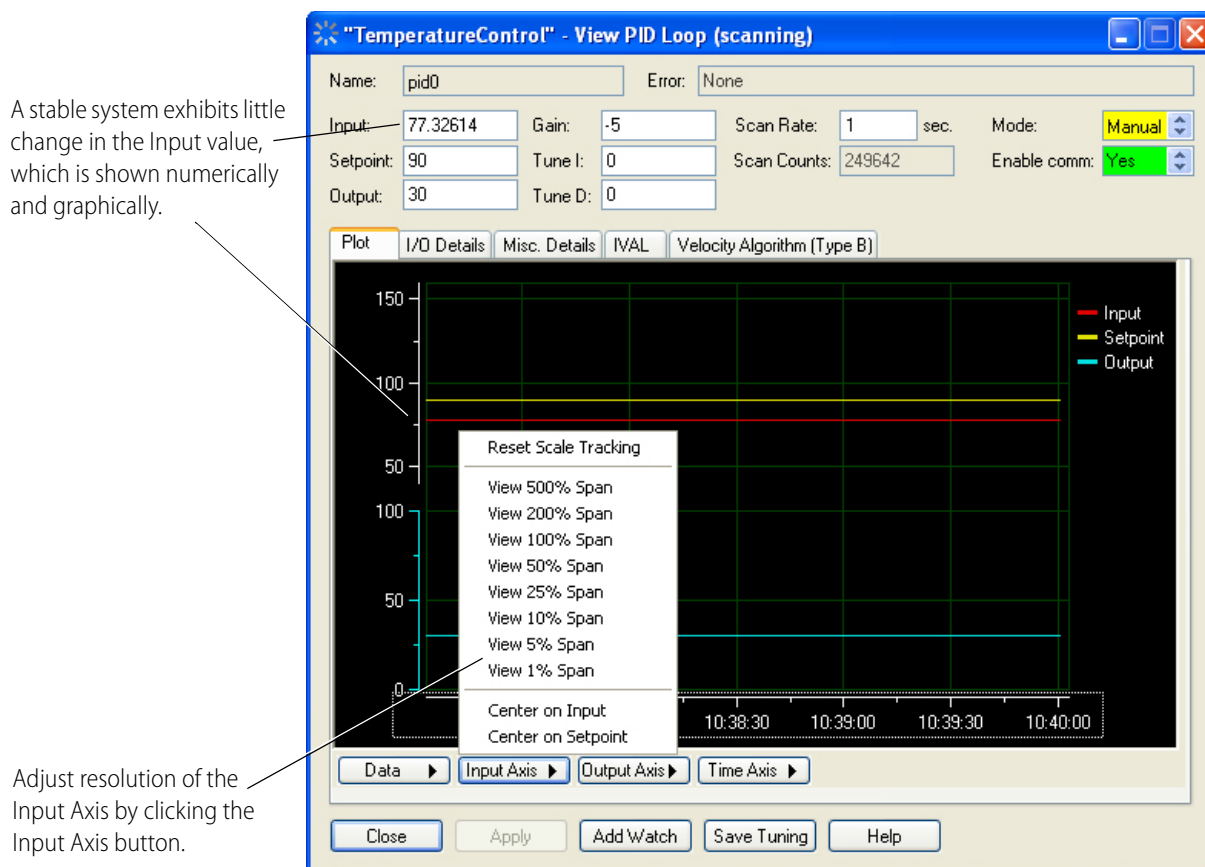 "TemperatureControl" - View PID Loop (scanning)
Name: pid0 Error: None
A stable system exhibits little
change in the Input value,
which is shown numerically
and graphically.
Input: 77.32614 Gain: -5 Scan Rate: 1 sec. Mode: Manual
Setpoint: 90 Tune I: 0 Scan Counts: 249642 Enable comm: Yes
Output: 30 Tune D: 0
Plot I/O Details Misc. Details IVAL Velocity Algorithm (Type B)
150
100
50
100
50
0
Input
Setpoint
Output
Reset Scale Tracking
View 500% Span
View 200% Span
View 100% Span
View 50% Span
View 25% Span
View 10% Span
View 5% Span
View 1% Span
Center on Input
Center on Setpoint
10:38:30 10:39:00 10:39:30 10:40:00
Data Input Axis Output Axis Time Axis
Adjust resolution of the
Input Axis by clicking the
Input Axis button.
Close Apply Add Watch Save Tuning Help